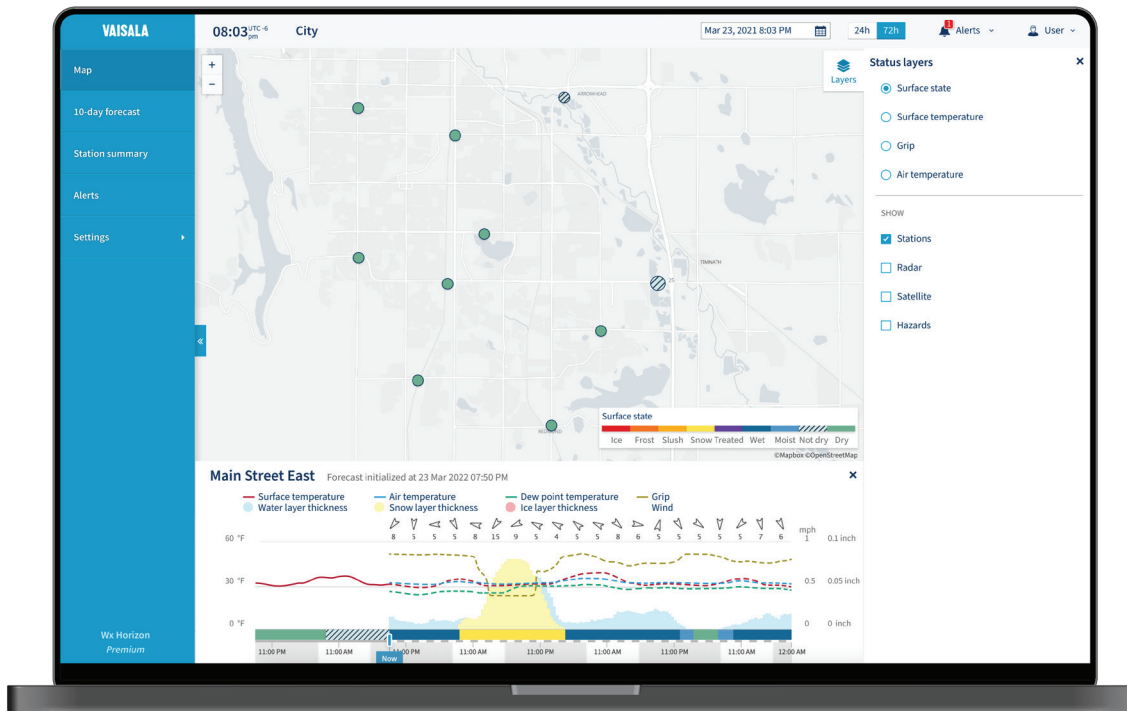 VAISALA
08:03 UTC -6 pm
City
Mar 23, 2021 8:03 PM
24h
72h
1
Alerts
User
Map
10-day forecast
Station summary
Alerts
Settings
Wx Horizon
Premium
+
−
Layers
ARROWHEAD
TIMNATH
25
Surface state
Ice Frost Slush Snow Treated Wet Moist Not dry Dry
©Mapbox ©OpenStreetMap
Status layers
Surface state
Surface temperature
Grip
Air temperature
SHOW
Stations
Radar
Satellite
Hazards
Main Street East Forecast initialized at 23 Mar 2022 07:50 PM
Surface temperature Air temperature Dew point temperature Grip
Water layer thickness Snow layer thickness Ice layer thickness Wind
8 5 5 5 8 15 9 5 4 5 5 8 6 5 5 5 5 5 7 6 mph
60 °F 1 0.1 inch
30 °F 0.5 0.05 inch
0 °F 0 0 inch
11:00 PM 11:00 AM 11:00 PM 11:00 AM 11:00 PM 11:00 AM 11:00 PM 11:00 AM 12:00 AM
Now